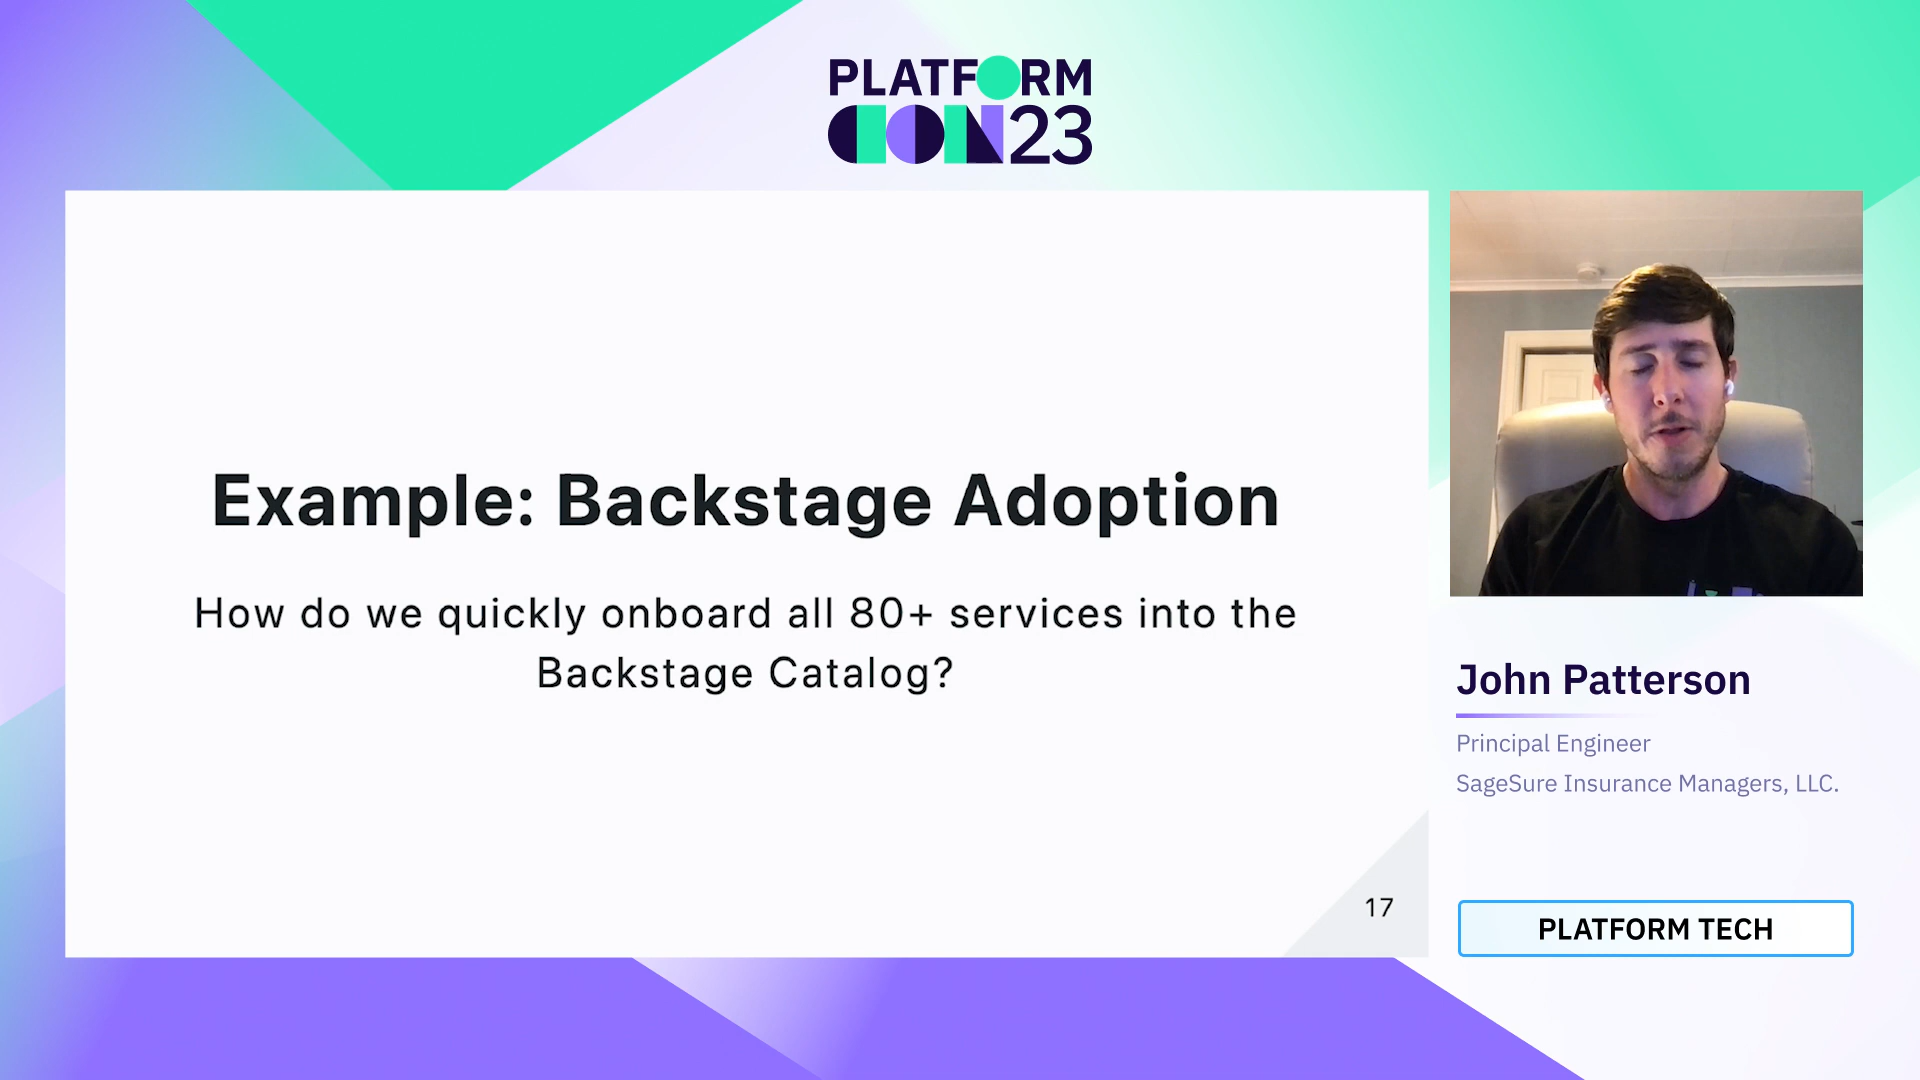 PLATFORM
CON23
Example: Backstage Adoption
How do we quickly onboard all 80+ services into the
Backstage Catalog?
17
John Patterson
Principal Engineer
SageSure Insurance Managers, LLC.
PLATFORM TECH